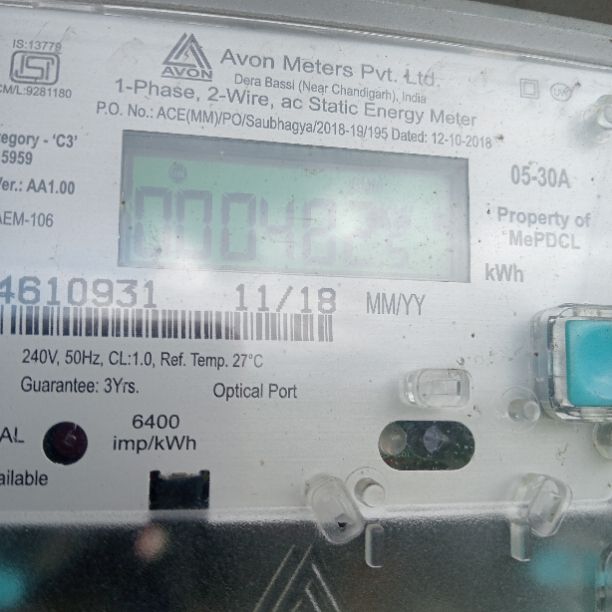 IS:13779
ISI
CM/L:9281180
AVON
Avon Meters Pvt. Ltd.
Dera Bassi (Near Chandigarh), India
1-Phase, 2-Wire, ac Static Energy Meter
P.O. No.: ACE(MM)/PO/Saubhagya/2018-19/195 Dated: 12-10-2018
tegory - 'C3'
5959
Ver.: AA1.00
AEM-106
05-30A
Property of
MePDCL
kWh
4610931
11/18
MM/YY
240V, 50Hz, CL:1.0, Ref. Temp. 27°C
Guarantee: 3Yrs.
Optical Port
AL
6400
imp/kWh
ailable